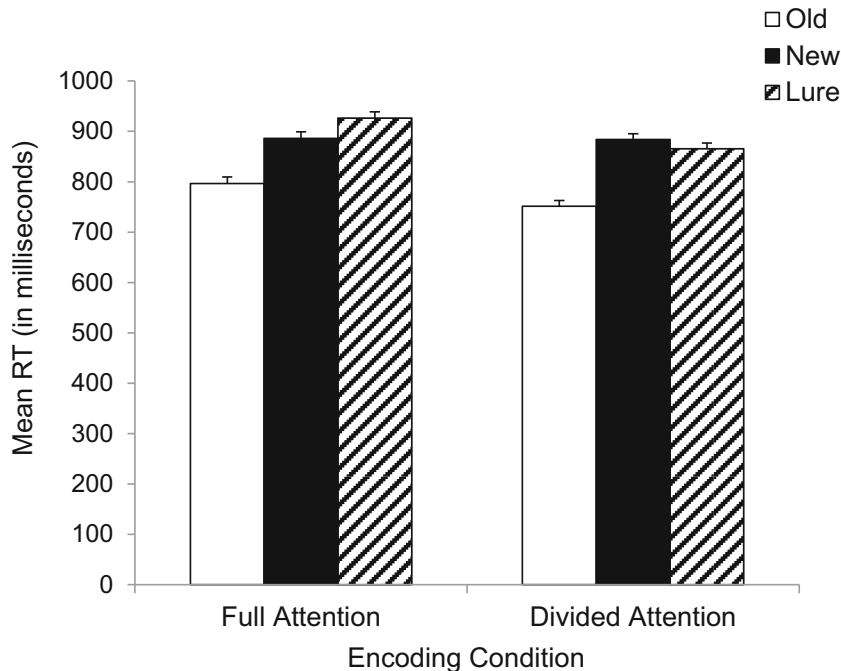 Old
New
Lure
1000
900
800
700
600
500
400
300
200
100
0
Mean RT (in milliseconds)
Full Attention
Divided Attention
Encoding Condition